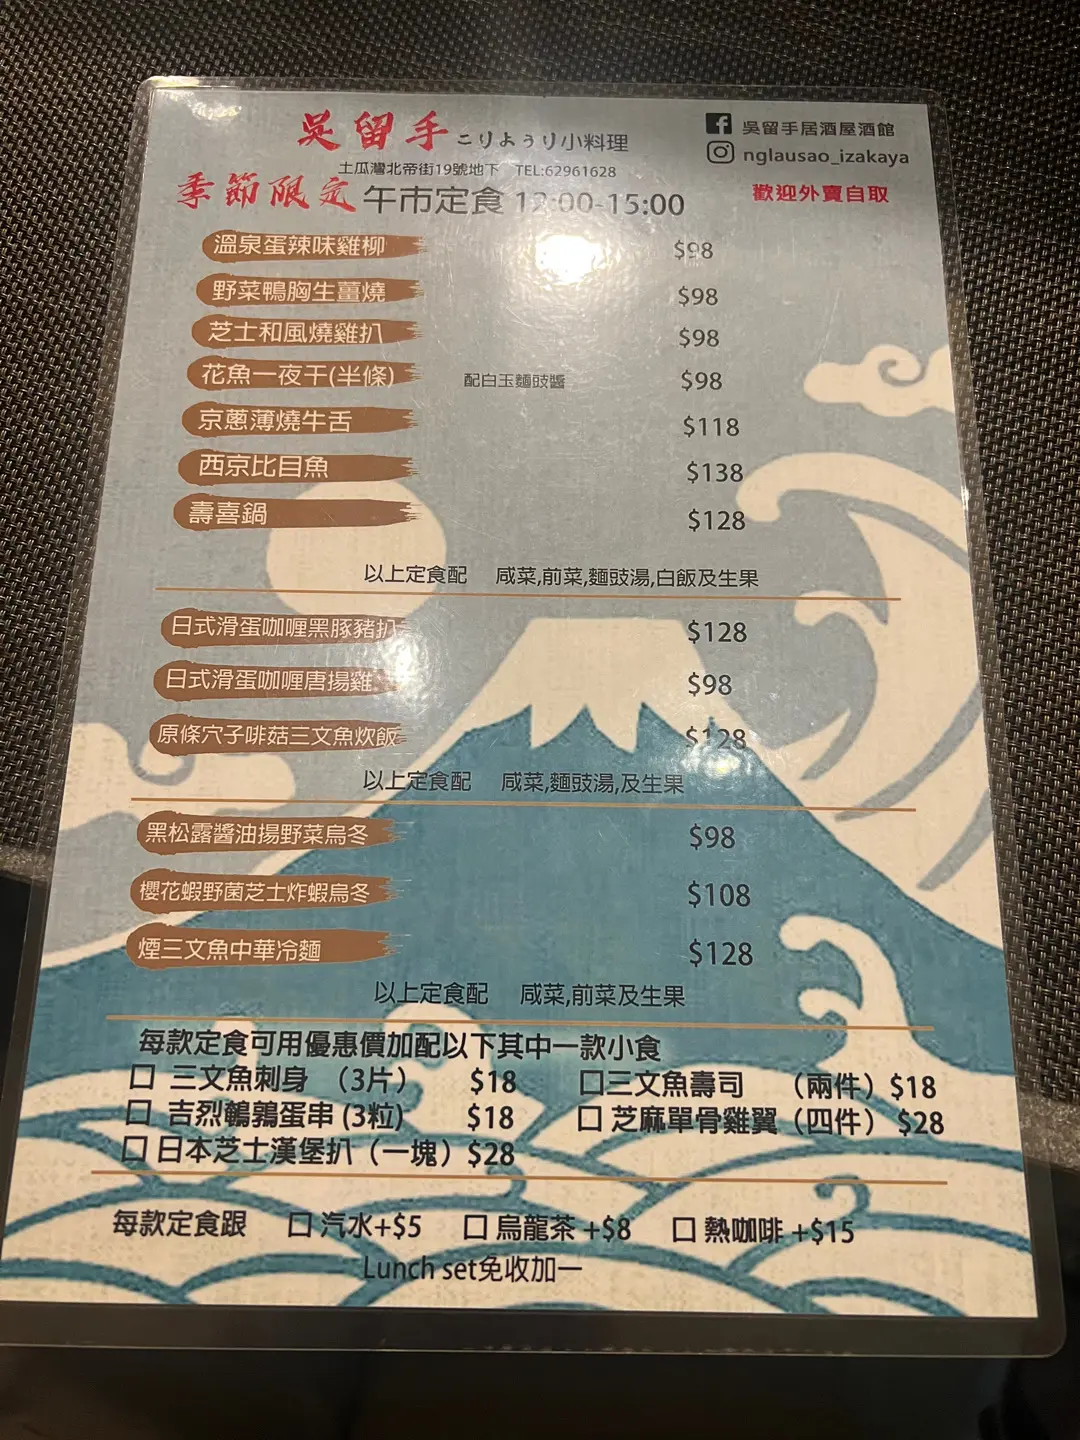 吳留手こりょうり小料理
吳留手居酒屋酒館
nglausao_izakaya
土瓜灣北帝街19號地下 TEL:62961628
季節限定午市定食 12:00-15:00
歡迎外賣自取
溫泉蛋辣味雞柳 $98
野菜鴨胸生薑燒 $98
芝士和風燒雞扒 $98
花魚一夜干(半條) 配白玉麵豉醬 $98
京蔥薄燒牛舌 $118
西京比目魚 $138
壽喜鍋 $128
以上定食配 咸菜,前菜,麵豉湯,白飯及生果
日式滑蛋咖喱黑豚豬扒 $128
日式滑蛋咖喱唐揚雞 $98
原條穴子啡菇三文魚炊飯 $128
以上定食配 咸菜,麵豉湯,及生果
黑松露醬油揚野菜烏冬 $98
櫻花蝦野菌芝士炸蝦烏冬 $108
煙三文魚中華冷麵 $128
以上定食配 咸菜,前菜及生果
每款定食可用優惠價加配以下其中一款小食
□ 三文魚刺身 （3片） $18 □三文魚壽司 （兩件）$18
□ 吉烈鵪鶉蛋串 (3粒) $18 □ 芝麻單骨雞翼（四件） $28
□ 日本芝士漢堡扒（一塊）$28
每款定食跟 □ 汽水+$5 □ 烏龍茶 +$8 □ 熱咖啡 +$15
Lunch set免收加一